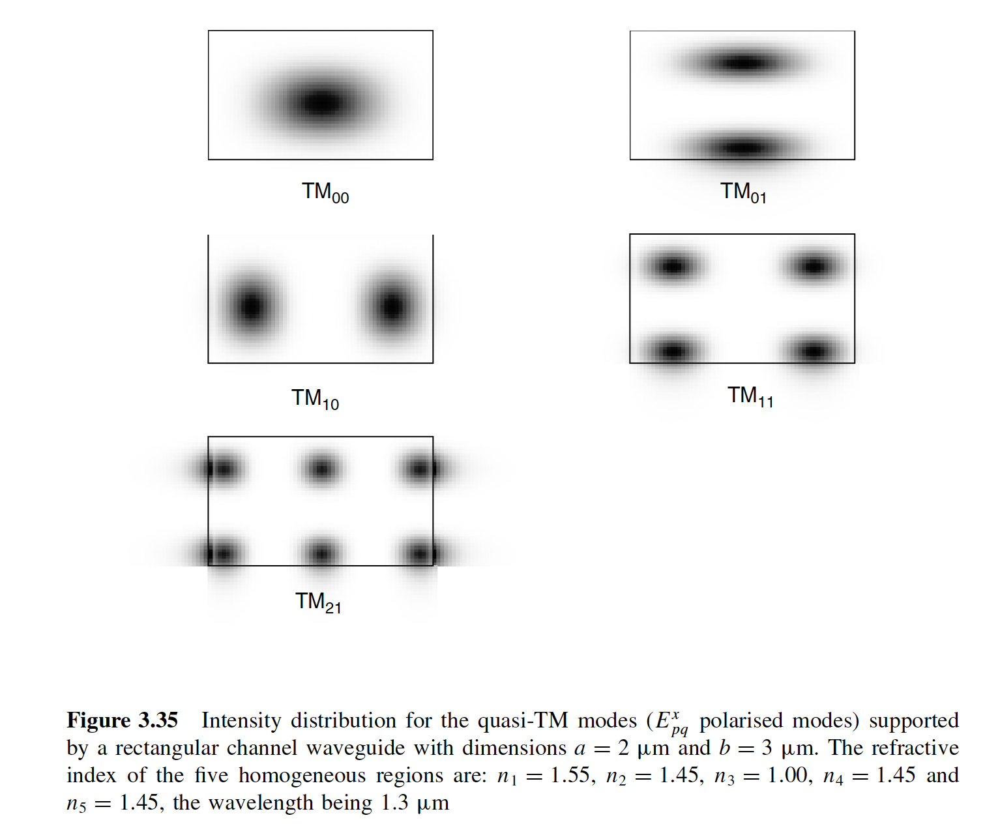 TM00 TM01
TM10 TM11
TM21
Figure 3.35 Intensity distribution for the quasi-TM modes (E^x_pq polarised modes) supported
by a rectangular channel waveguide with dimensions a = 2 μm and b = 3 μm. The refractive
index of the five homogeneous regions are: n1 = 1.55, n2 = 1.45, n3 = 1.00, n4 = 1.45 and
n5 = 1.45, the wavelength being 1.3 μm